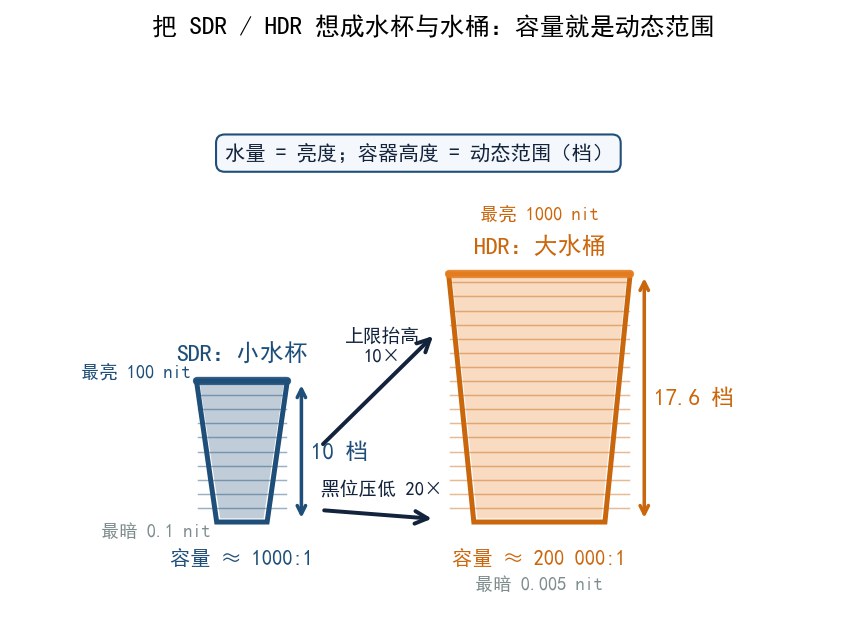 把 SDR / HDR 想成水杯与水桶：容量就是动态范围
水量 = 亮度；容器高度 = 动态范围（档）
最亮 1000 nit
HDR：大水桶
上限抬高
10×
SDR：小水杯
最亮 100 nit
17.6 档
10 档
黑位压低 20×
最暗 0.1 nit
容量 ≈ 1000:1
容量 ≈ 200 000:1
最暗 0.005 nit